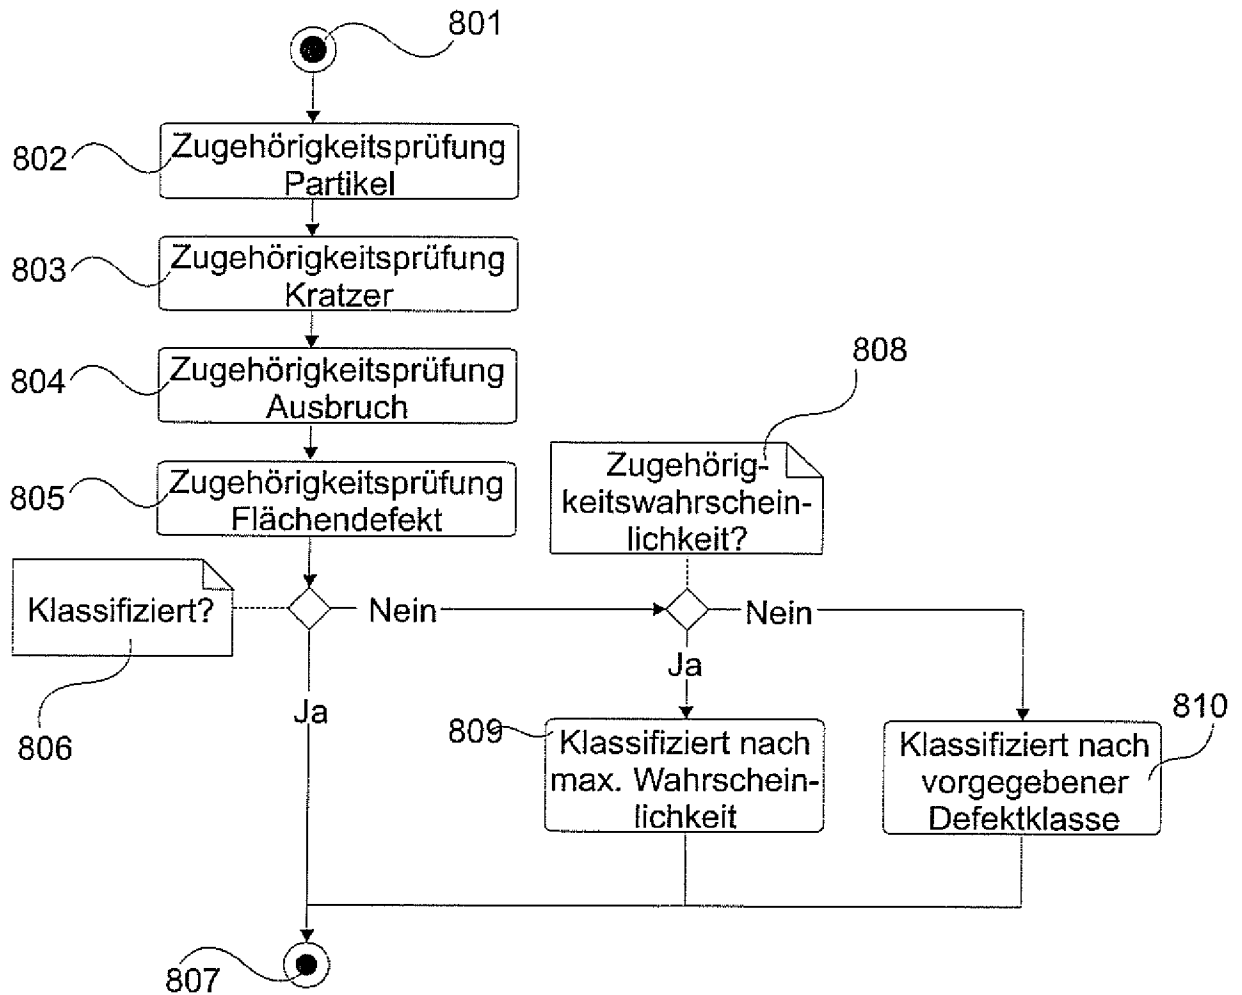 801
802
Zugehörigkeitsprüfung
Partikel
803
Zugehörigkeitsprüfung
Kratzer
804
Zugehörigkeitsprüfung
Ausbruch
805
Zugehörigkeitsprüfung
Flächendefekt
808
Zugehörig-
keitswahrschein-
lichkeit?
Klassifiziert?
806
Nein
Nein
Ja
Ja
809
Klassifiziert nach
max. Wahrschein-
lichkeit
810
Klassifiziert nach
vorgegebener
Defektklasse
807